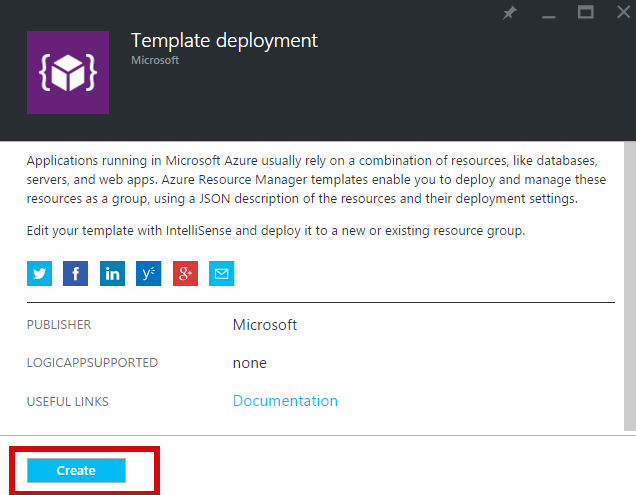 Template deployment
Microsoft
Applications running in Microsoft Azure usually rely on a combination of resources, like databases,
servers, and web apps. Azure Resource Manager templates enable you to deploy and manage these
resources as a group, using a JSON description of the resources and their deployment settings.
Edit your template with IntelliSense and deploy it to a new or existing resource group.
PUBLISHER Microsoft
LOGICAPPSUPPORTED none
USEFUL LINKS Documentation
Create